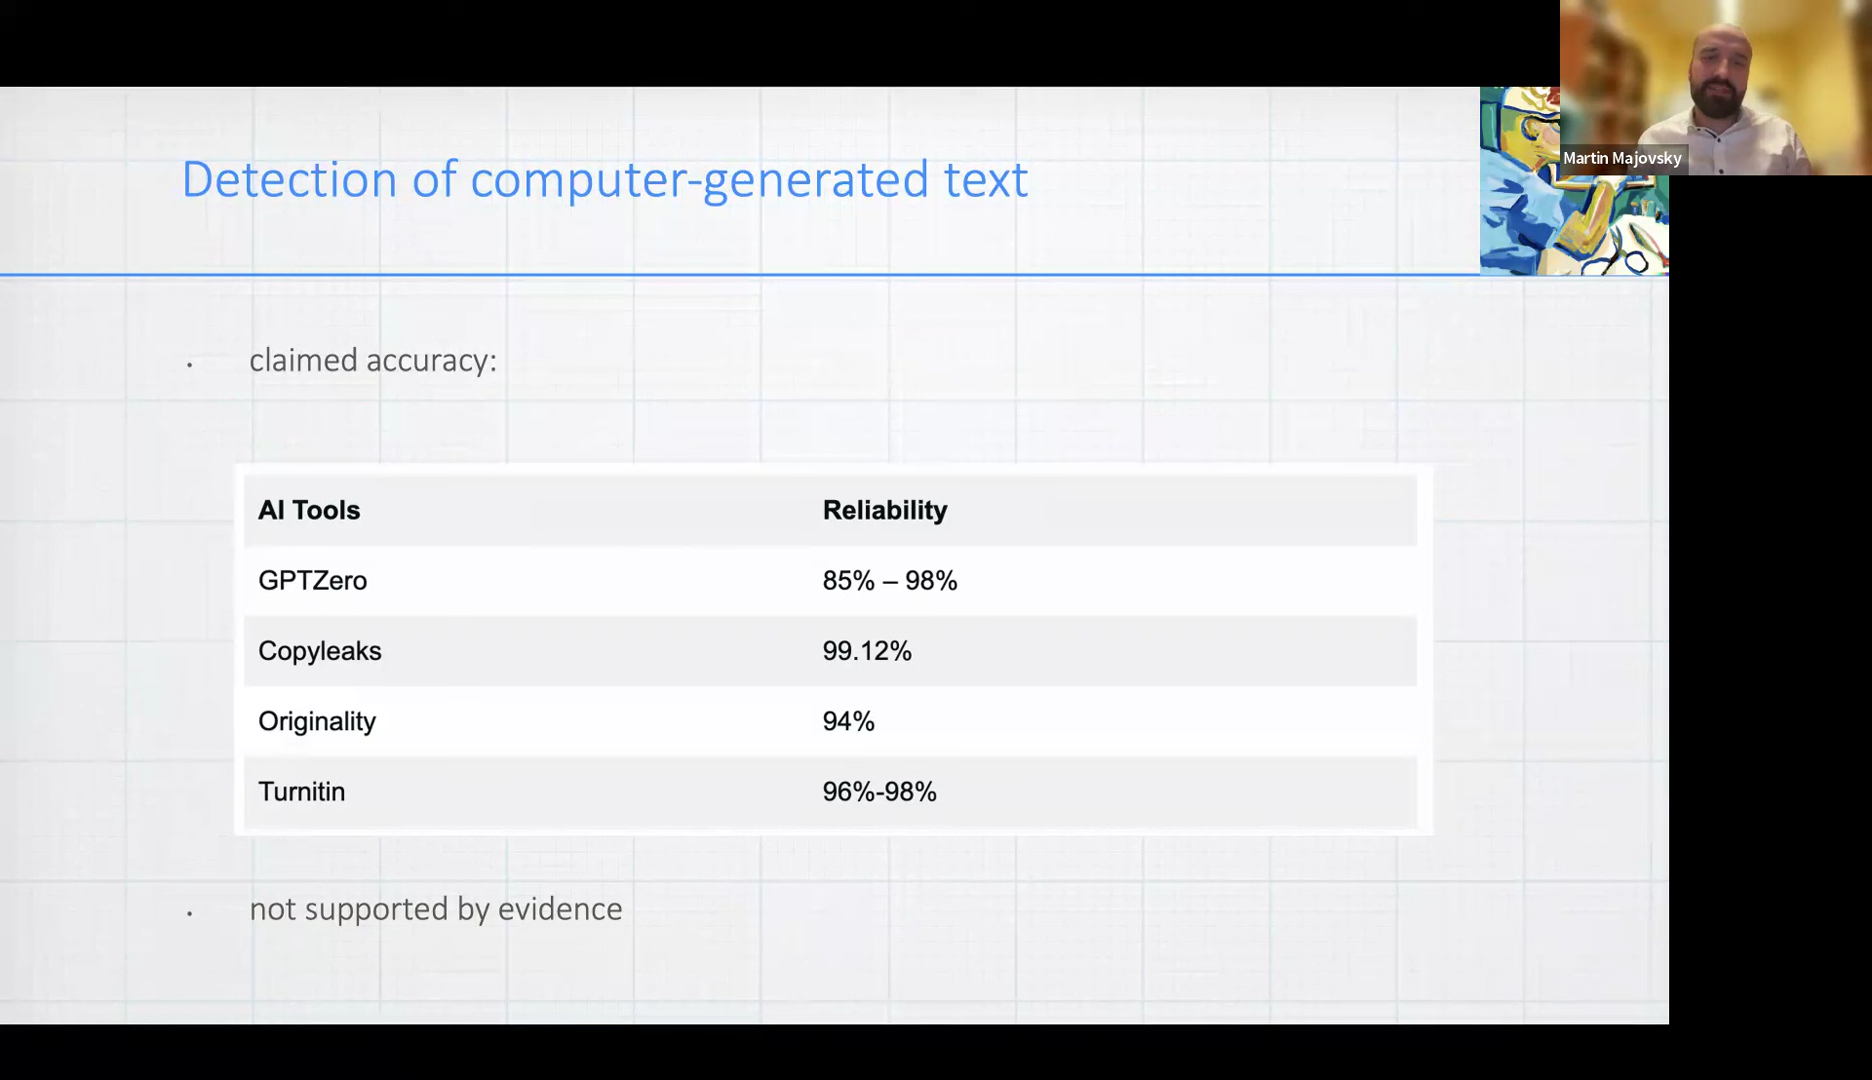 Martin Majovsky
Detection of computer-generated text
claimed accuracy:
AI Tools Reliability
GPTZero 85% – 98%
Copyleaks 99.12%
Originality 94%
Turnitin 96%-98%
not supported by evidence